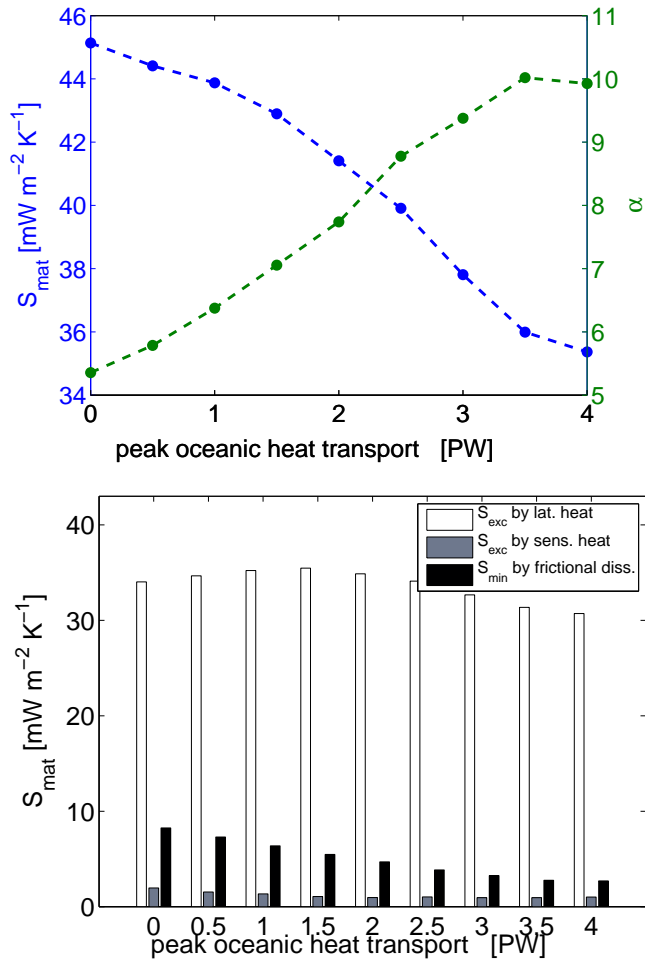 46
44
42
40
38
36
34
S_mat [mW m−2 K−1]
11
10
9
8
7
6
5
α
0 1 2 3 4
peak oceanic heat transport [PW]
40
30
20
10
0
S_mat [mW m−2 K−1]
S_exc by lat. heat
S_exc by sens. heat
S_min by frictional diss.
0 0.5 1 1.5 2 2.5 3 3.5 4
peak oceanic heat transport [PW]